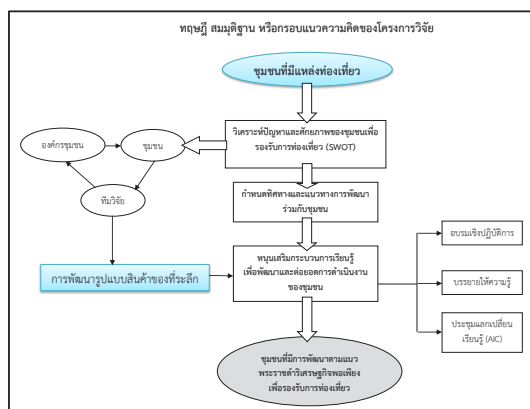 ทฤษฎี สมมุติฐาน หรือกรอบแนวความคิดของโครงการวิจัย
ชุมชนที่มีแหล่งท่องเที่ยว
วิเคราะห์ปัญหาและศักยภาพของชุมชนเพื่อ
รองรับการท่องเที่ยว (SWOT)
องค์กรชุมชน
ชุมชน
ทีมวิจัย
กำหนดทิศทางและแนวทางการพัฒนา
ร่วมกับชุมชน
การพัฒนารูปแบบสินค้าของที่ระลึก
หนุนเสริมกระบวนการเรียนรู้
เพื่อพัฒนาและต่อยอดการดำเนินงาน
ของชุมชน
อบรมเชิงปฏิบัติการ
บรรยายให้ความรู้
ประชุมแลกเปลี่ยน
เรียนรู้ (AIC)
ชุมชนที่มีการพัฒนาตามแนว
พระราชดำริเศรษฐกิจพอเพียง
เพื่อรองรับการท่องเที่ยว